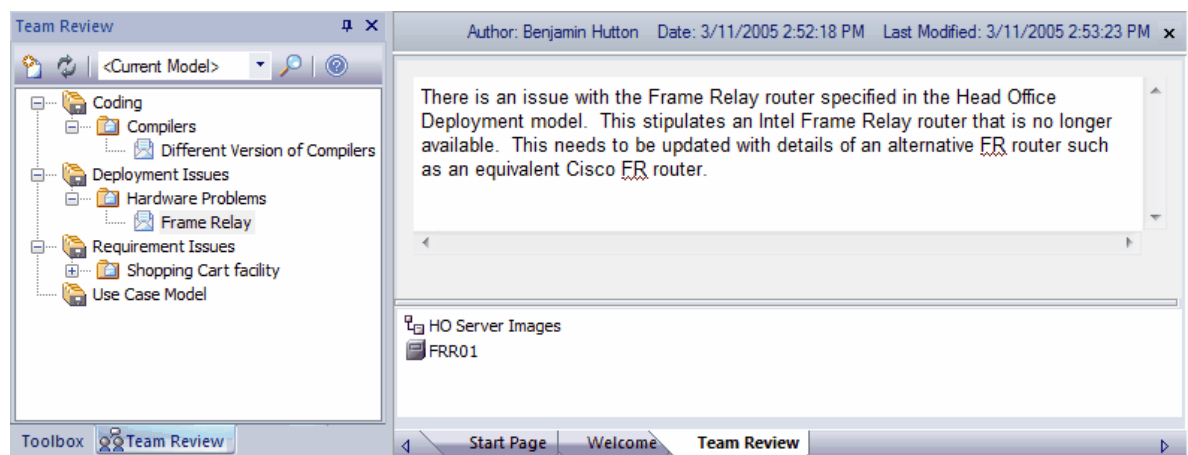 Team Review
<Current Model>
Coding
Compilers
Different Version of Compilers
Deployment Issues
Hardware Problems
Frame Relay
Requirement Issues
Shopping Cart facility
Use Case Model
Toolbox Team Review
Author: Benjamin Hutton Date: 3/11/2005 2:52:18 PM Last Modified: 3/11/2005 2:53:23 PM
There is an issue with the Frame Relay router specified in the Head Office
Deployment model. This stipulates an Intel Frame Relay router that is no longer
available. This needs to be updated with details of an alternative FR router such
as an equivalent Cisco FR router.
HO Server Images
FRR01
Start Page Welcome Team Review